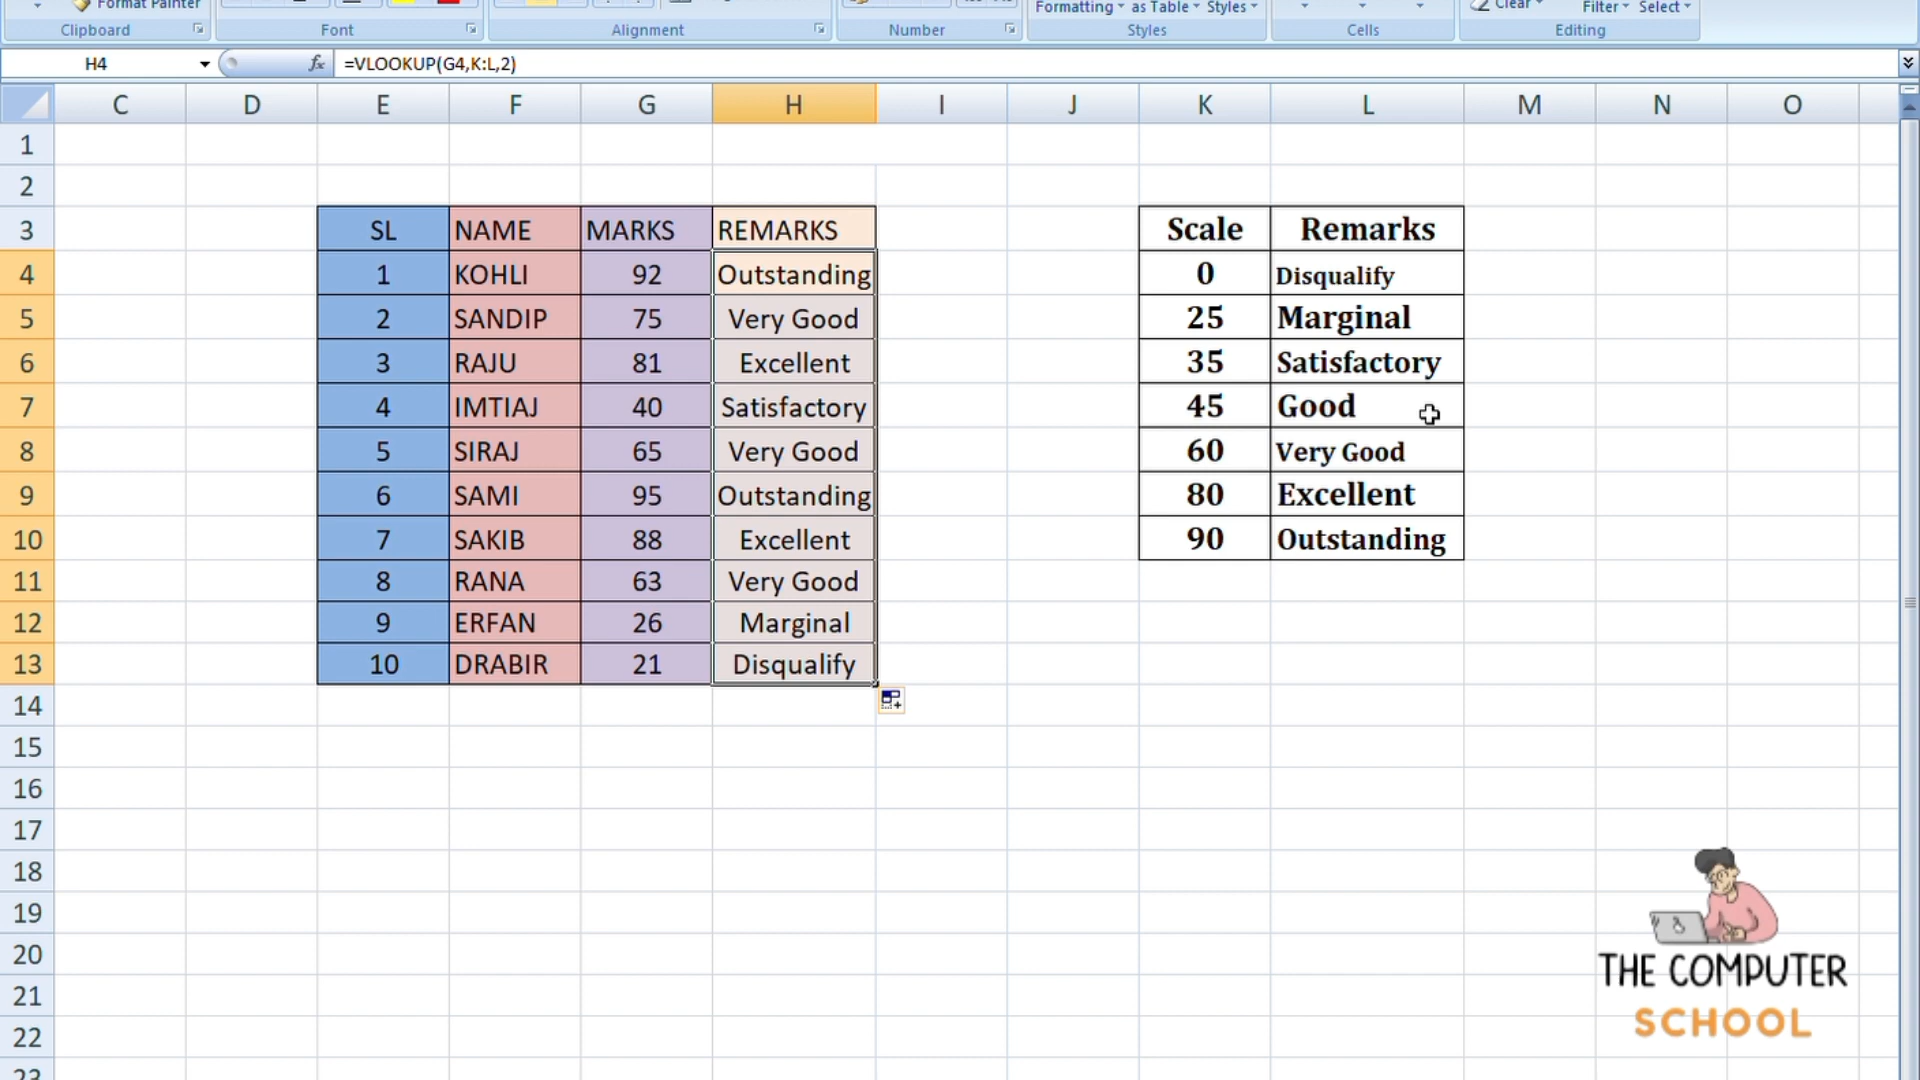 Format Painter
Formatting as Table Styles Clear Filter Select
Clipboard Font Alignment Number Styles Cells Editing
H4 fx =VLOOKUP(G4,K:L,2)
C D E F G H I J K L M N O
1
2
3 SL NAME MARKS REMARKS Scale Remarks
4 1 KOHLI 92 Outstanding 0 Disqualify
5 2 SANDIP 75 Very Good 25 Marginal
6 3 RAJU 81 Excellent 35 Satisfactory
7 4 IMTIAJ 40 Satisfactory 45 Good
8 5 SIRAJ 65 Very Good 60 Very Good
9 6 SAMI 95 Outstanding 80 Excellent
10 7 SAKIB 88 Excellent 90 Outstanding
11 8 RANA 63 Very Good
12 9 ERFAN 26 Marginal
13 10 DRABIR 21 Disqualify
14
15
16
17
18
19
20
21
22
23
THE COMPUTER
SCHOOL